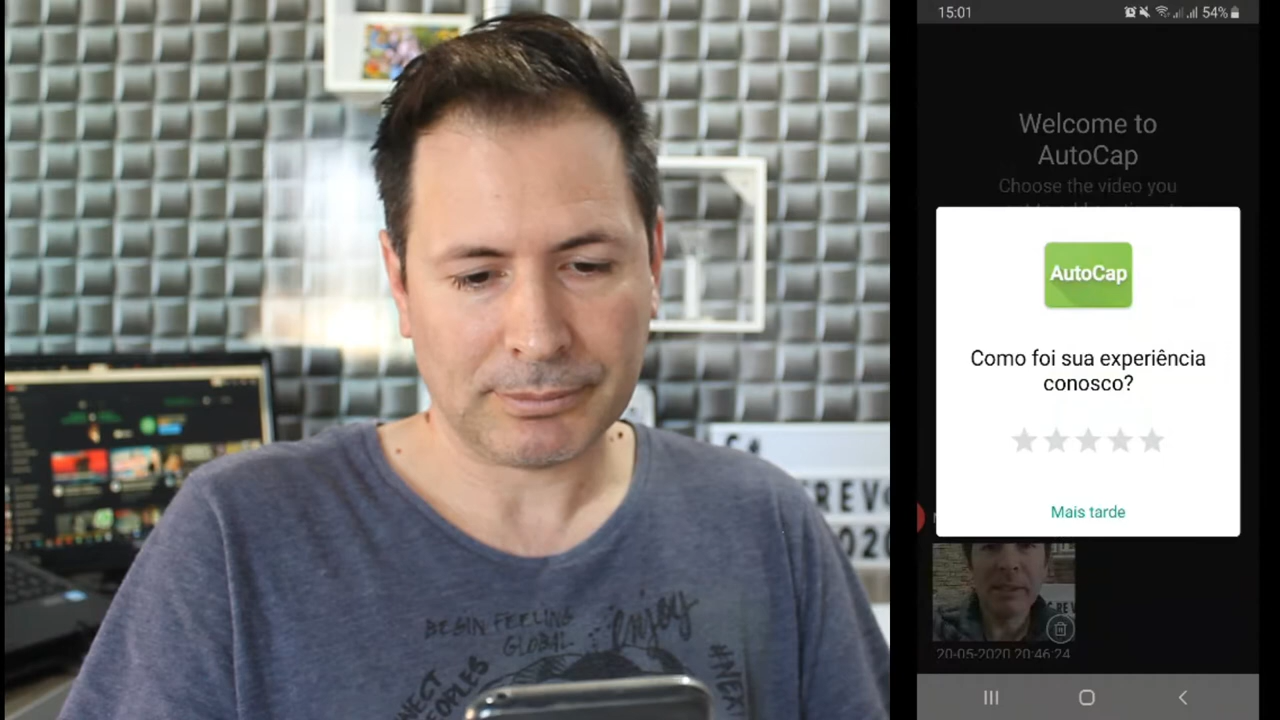 BEGIN FEELING
GLOBAL
enjoy
15:01
54%
Welcome to
AutoCap
Choose the video you
AutoCap
Como foi sua experiência
conosco?
Mais tarde
20-05-2020 20:46:24